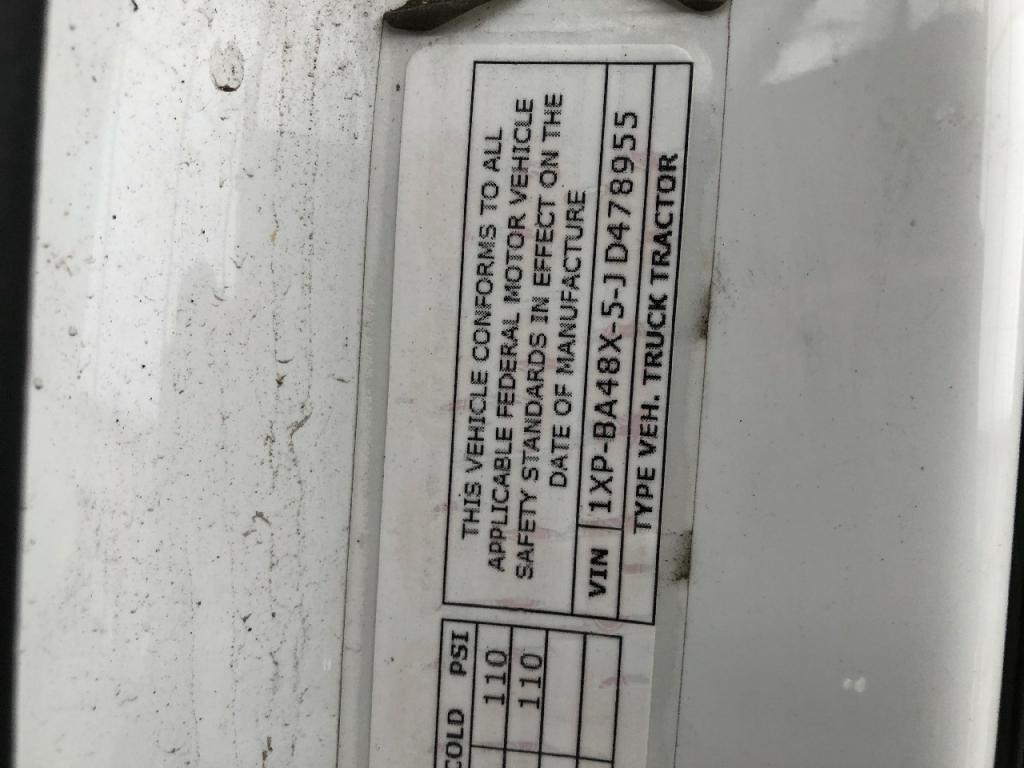 THIS VEHICLE CONFORMS TO ALL
APPLICABLE FEDERAL MOTOR VEHICLE
SAFETY STANDARDS IN EFFECT ON THE
DATE OF MANUFACTURE
VIN 1XP-BA48X-5-JD478955
TYPE VEH. TRUCK TRACTOR
COLD PSI
110
110